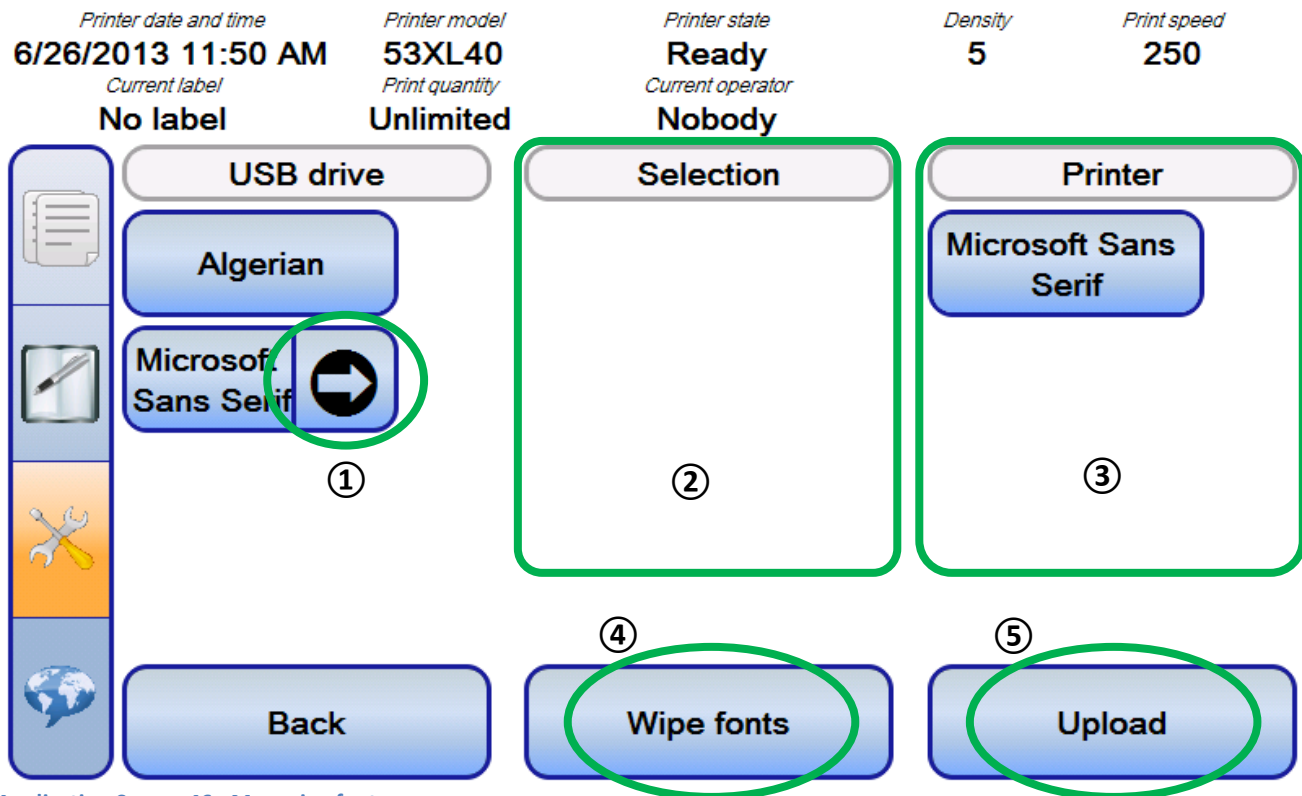 Printer date and time Printer model Printer state Density Print speed
6/26/2013 11:50 AM 53XL40 Ready 5 250
Current label Print quantity Current operator
No label Unlimited Nobody
USB drive Selection Printer
Algerian
Microsoft Sans
Serif
Microsoft
Sans Serif
① ② ③
④ ⑤
Back Wipe fonts Upload